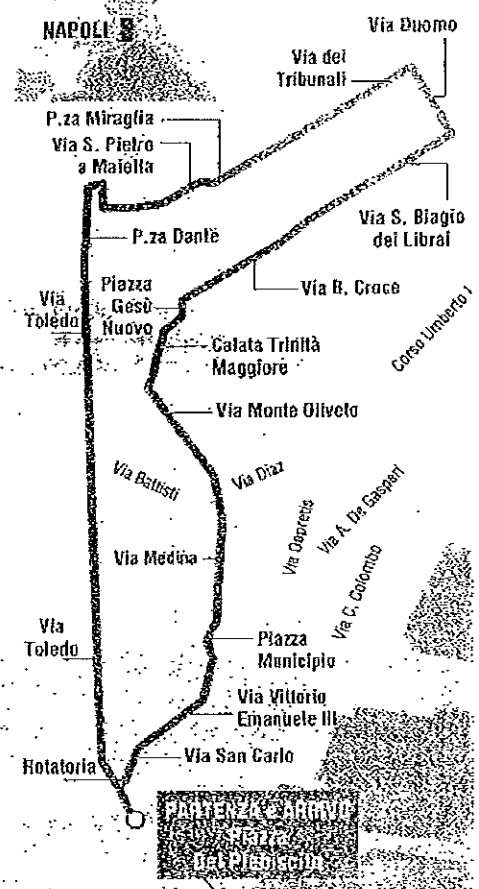 NAPOLI
Via Duomo
Via dei
Tribunali
P.za Miraglia
Via S. Pietro
a Maiella
Via S. Biagio
dei Librai
P.za Dante
Piazza
Gesù
Nuovo
Via B. Croce
Via
Toledo
Calata Trinità
Maggiore
Corso Umberto I
Via Monte Oliveto
Via Battisti
Via Diaz
Via Depretis
Via A. De Gasperi
Via Medina
Via C. Colombo
Via
Toledo
Piazza
Municipio
Via Vittorio
Emanuele III
Via San Carlo
Rotatoria
PARTENZA e ARRIVO
Piazza
del Plebiscito